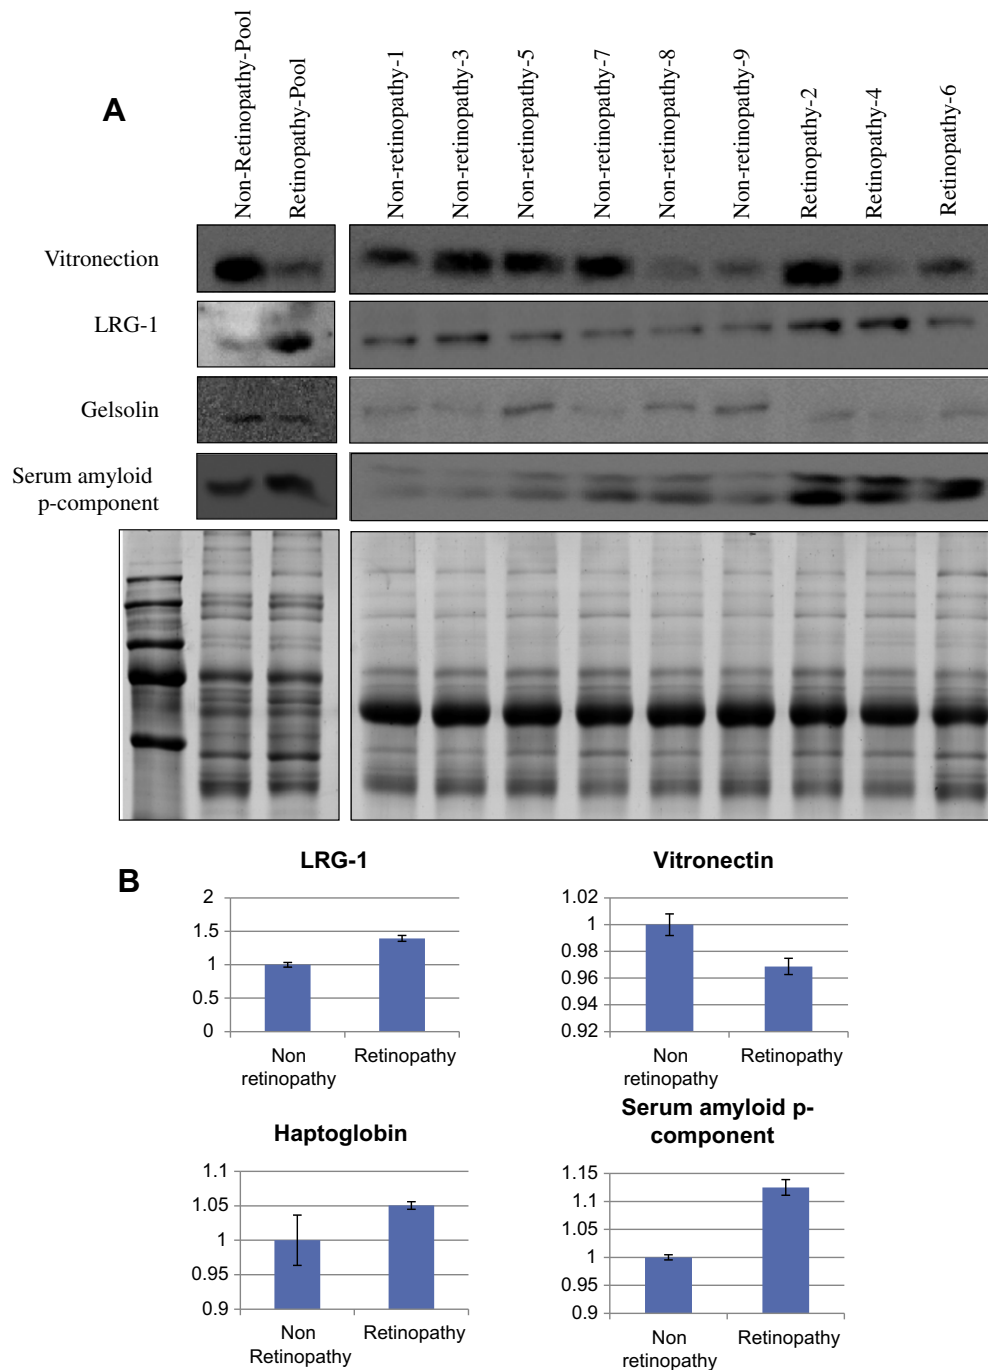 A
Non-Retinopathy-Pool
Retinopathy-Pool
Non-retinopathy-1
Non-retinopathy-3
Non-retinopathy-5
Non-retinopathy-7
Non-retinopathy-8
Non-retinopathy-9
Retinopathy-2
Retinopathy-4
Retinopathy-6
Vitronection
LRG-1
Gelsolin
Serum amyloid
p-component
B
LRG-1
2
1.5
1
0.5
0
Non
retinopathy
Retinopathy
Vitronectin
1.02
1
0.98
0.96
0.94
0.92
Non
retinopathy
Retinopathy
Haptoglobin
1.1
1.05
1
0.95
0.9
Non
Retinopathy
Retinopathy
Serum amyloid p-
component
1.15
1.1
1.05
1
0.95
0.9
Non
retinopathy
Retinopathy